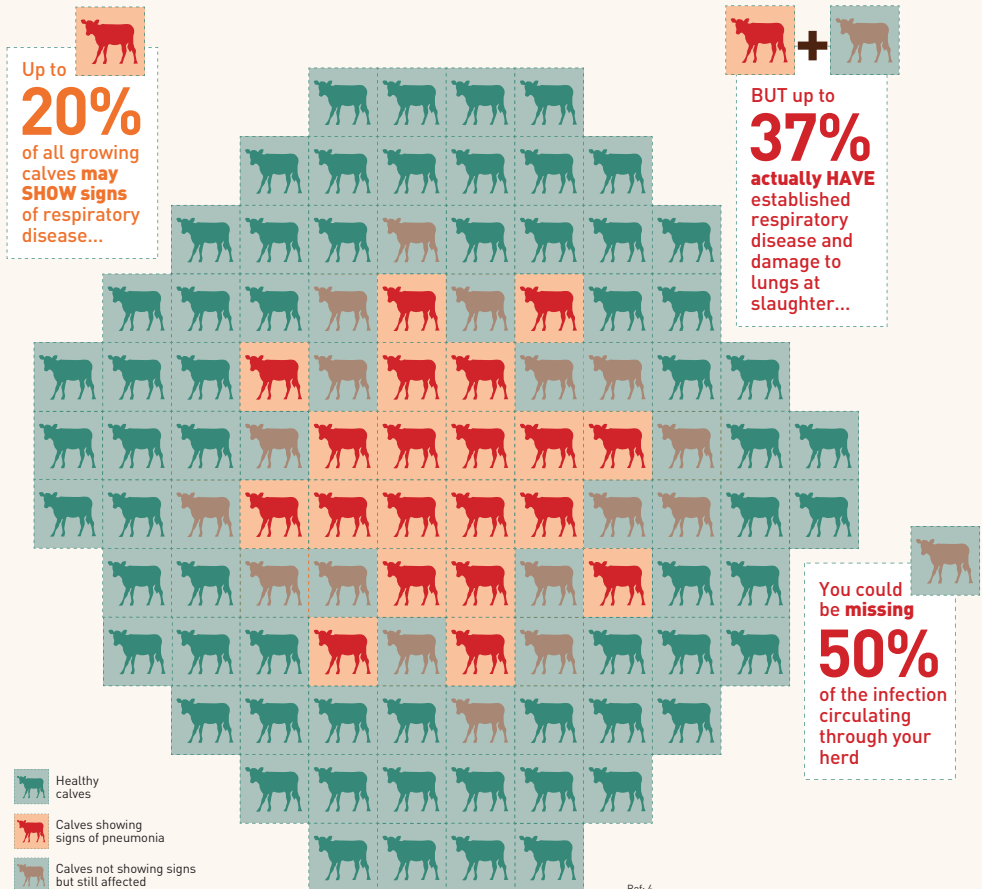 Up to
20%
of all growing
calves may
SHOW signs
of respiratory
disease...
BUT up to
37%
actually HAVE
established
respiratory
disease and
damage to
lungs at
slaughter...
You could
be missing
50%
of the infection
circulating
through your
herd
Healthy
calves
Calves showing
signs of pneumonia
Calves not showing signs
but still affected